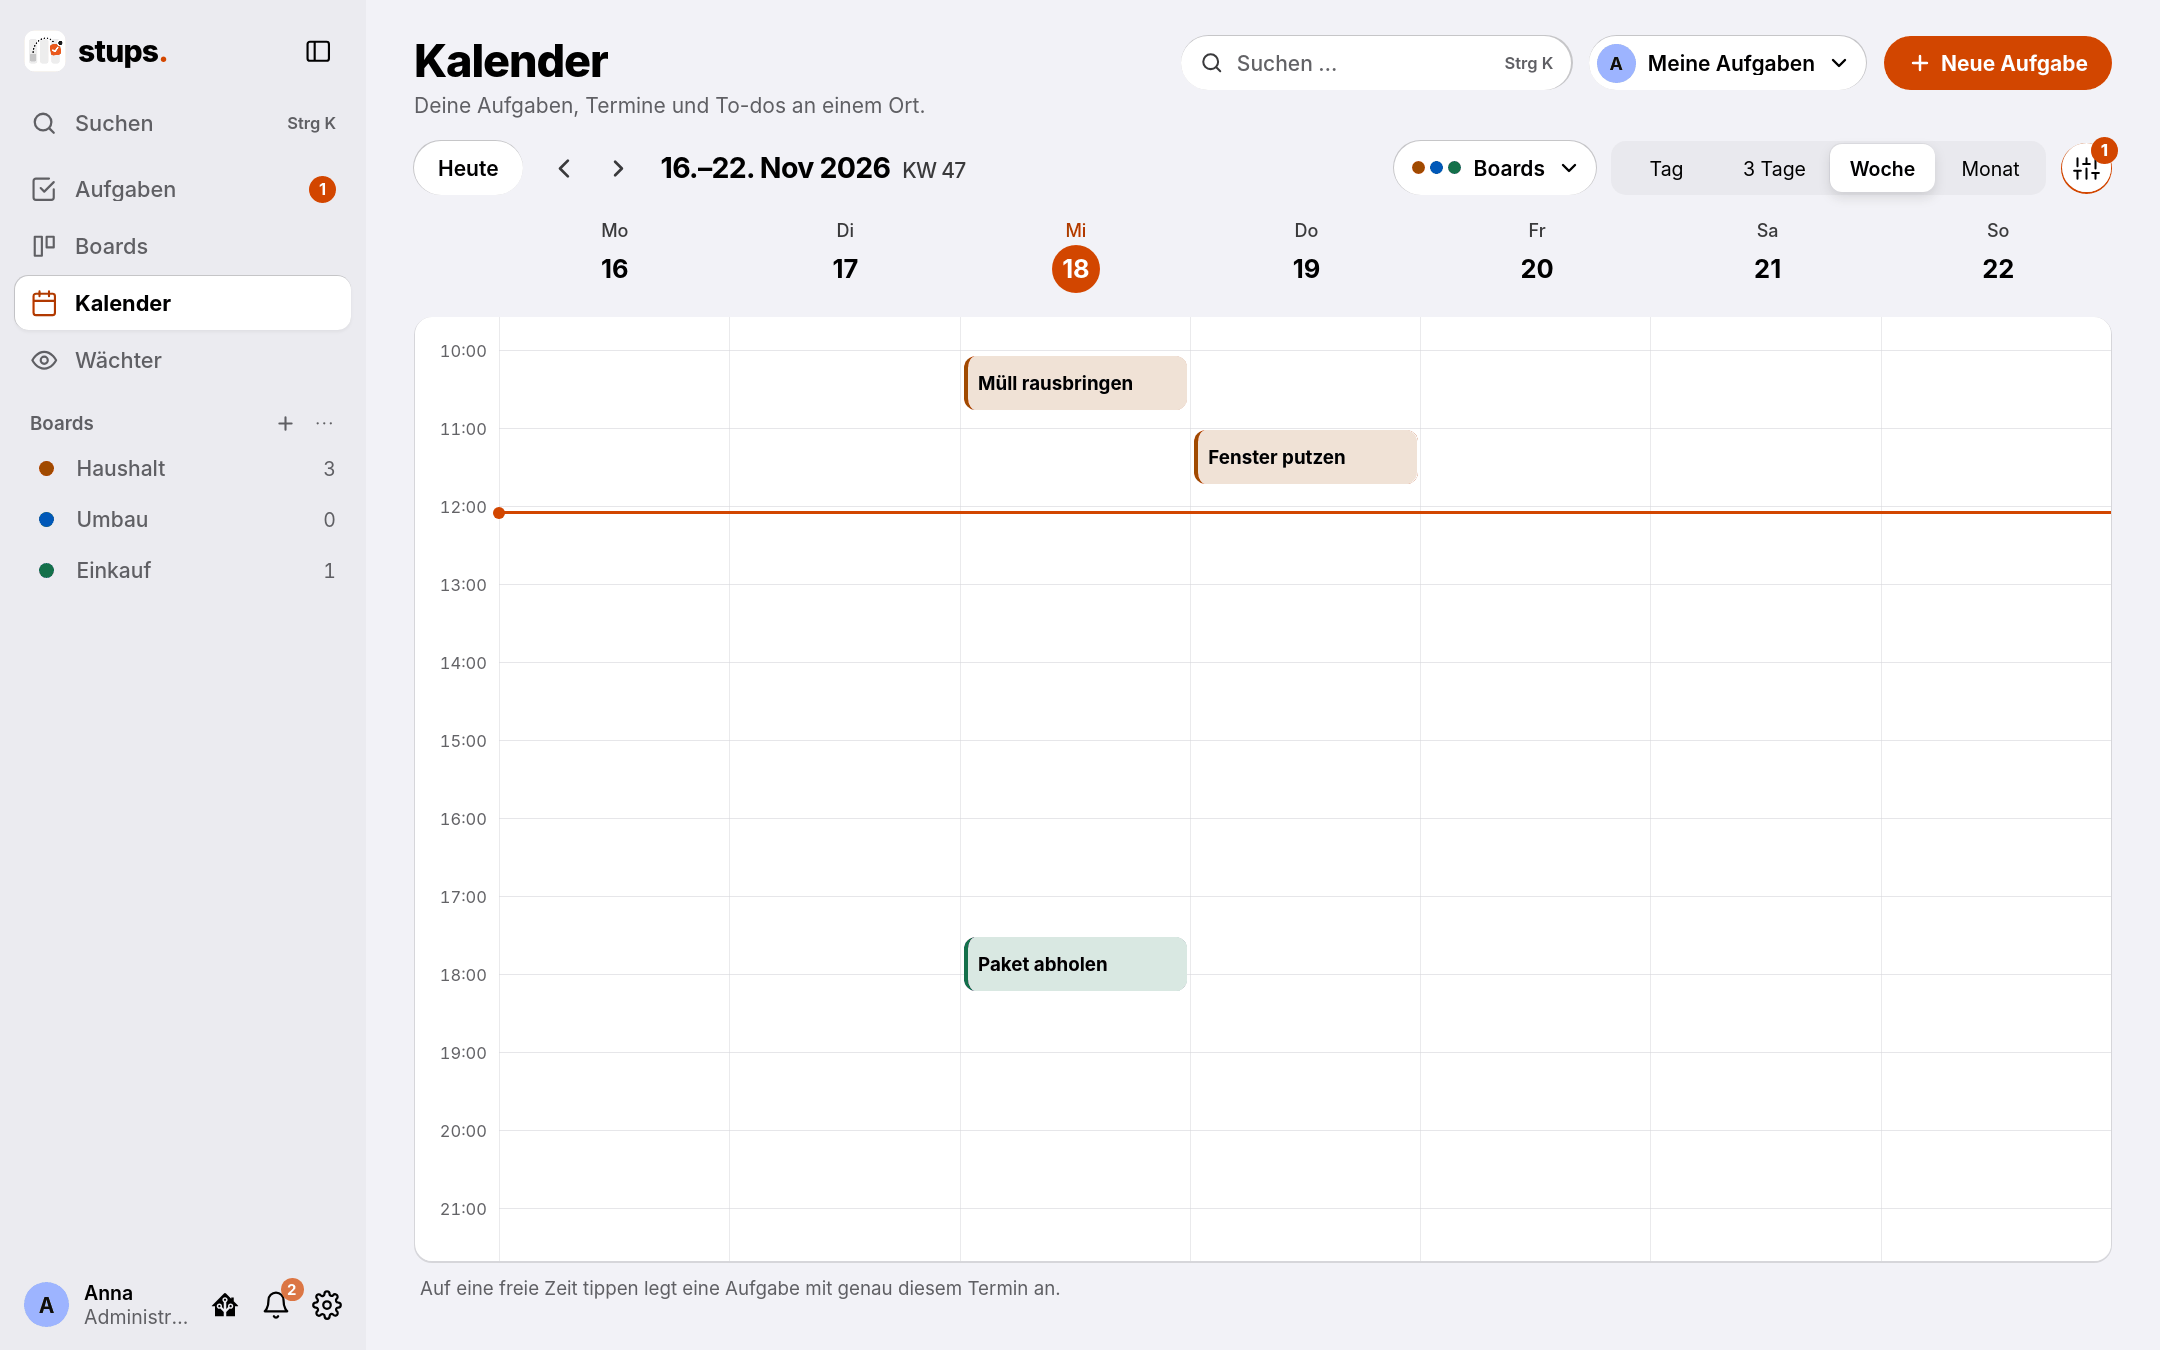 stups.
Suchen Strg K
Aufgaben 1
Boards
Kalender
Wächter
Boards
Haushalt 3
Umbau 0
Einkauf 1
A
Anna
Administr...
2
Kalender
Deine Aufgaben, Termine und To-dos an einem Ort.
Suchen ... Strg K
A Meine Aufgaben
Neue Aufgabe
Heute
16.–22. Nov 2026 KW 47
Boards
Tag 3 Tage Woche Monat
1
Mo Di Mi Do Fr Sa So
16 17 18 19 20 21 22
10:00
Müll rausbringen
11:00
Fenster putzen
12:00
13:00
14:00
15:00
16:00
17:00
Paket abholen
18:00
19:00
20:00
21:00
Auf eine freie Zeit tippen legt eine Aufgabe mit genau diesem Termin an.